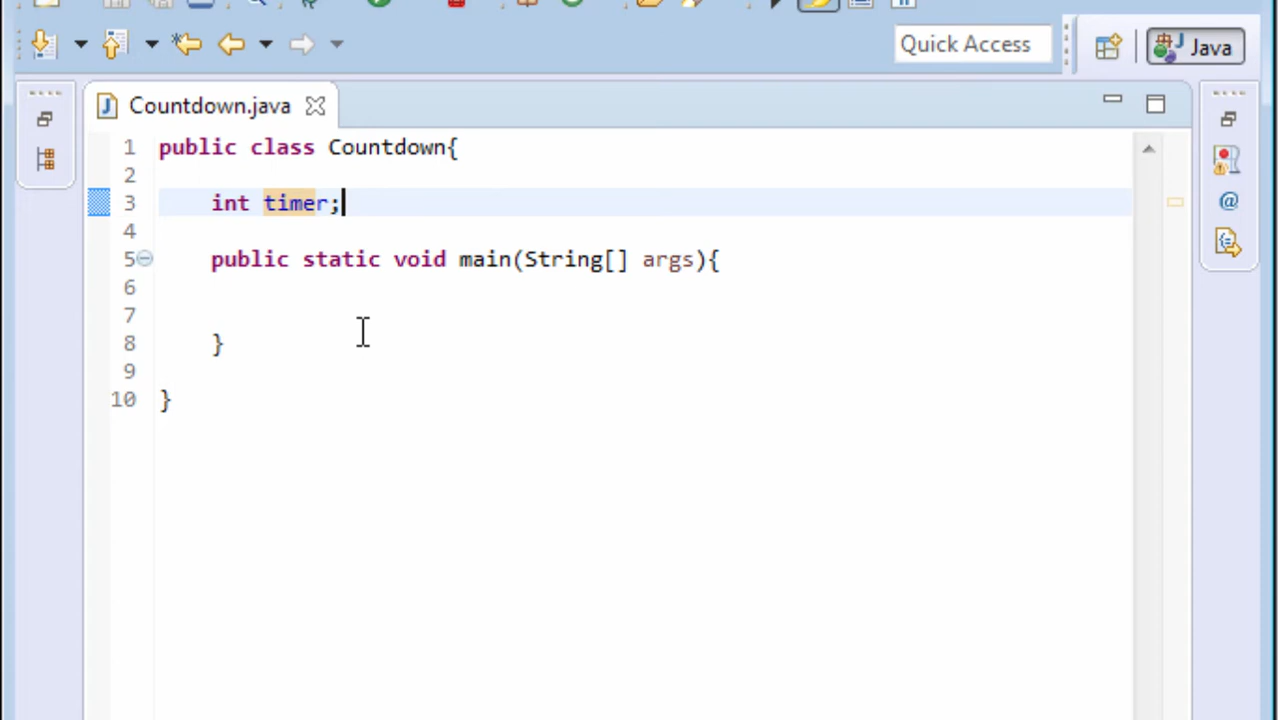 Quick Access
Java
Countdown.java
1 public class Countdown{
2
3 int timer;
4
5 public static void main(String[] args){
6
7
8 }
9
10 }